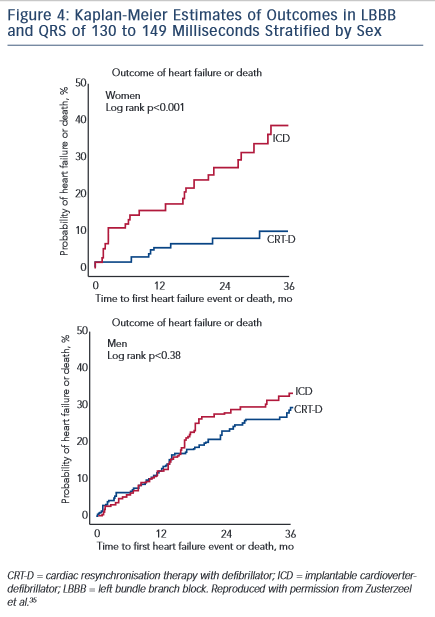 Figure 4: Kaplan-Meier Estimates of Outcomes in LBBB
and QRS of 130 to 149 Milliseconds Stratified by Sex
Outcome of heart failure or death
Probability of heart failure or death, %
50
40
30
20
10
0
Women
Log rank p<0.001
ICD
CRT-D
0 12 24 36
Time to first heart failure event or death, mo
Outcome of heart failure or death
Probability of heart failure or death, %
50
40
30
20
10
0
Men
Log rank p<0.38
ICD
CRT-D
0 12 24 36
Time to first heart failure event or death, mo
CRT-D = cardiac resynchronisation therapy with defibrillator; ICD = implantable cardioverter-
defibrillator; LBBB = left bundle branch block. Reproduced with permission from Zusterzeel
et al.³⁵